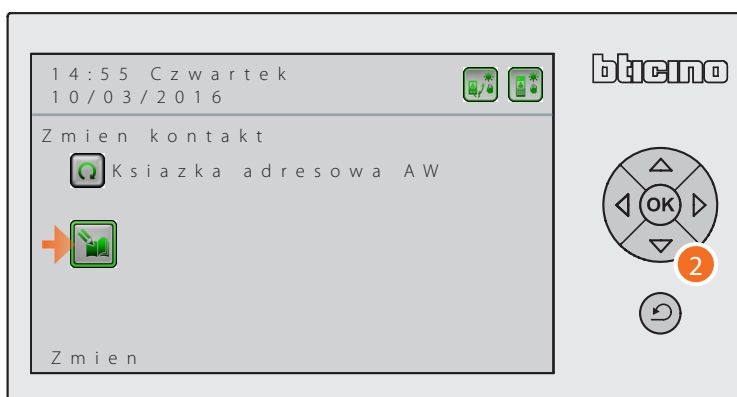 14:55 Czwartek
10/03/2016
Zmien kontakt
Ksiazka adresowa AW
Zmien
bticino
OK
2